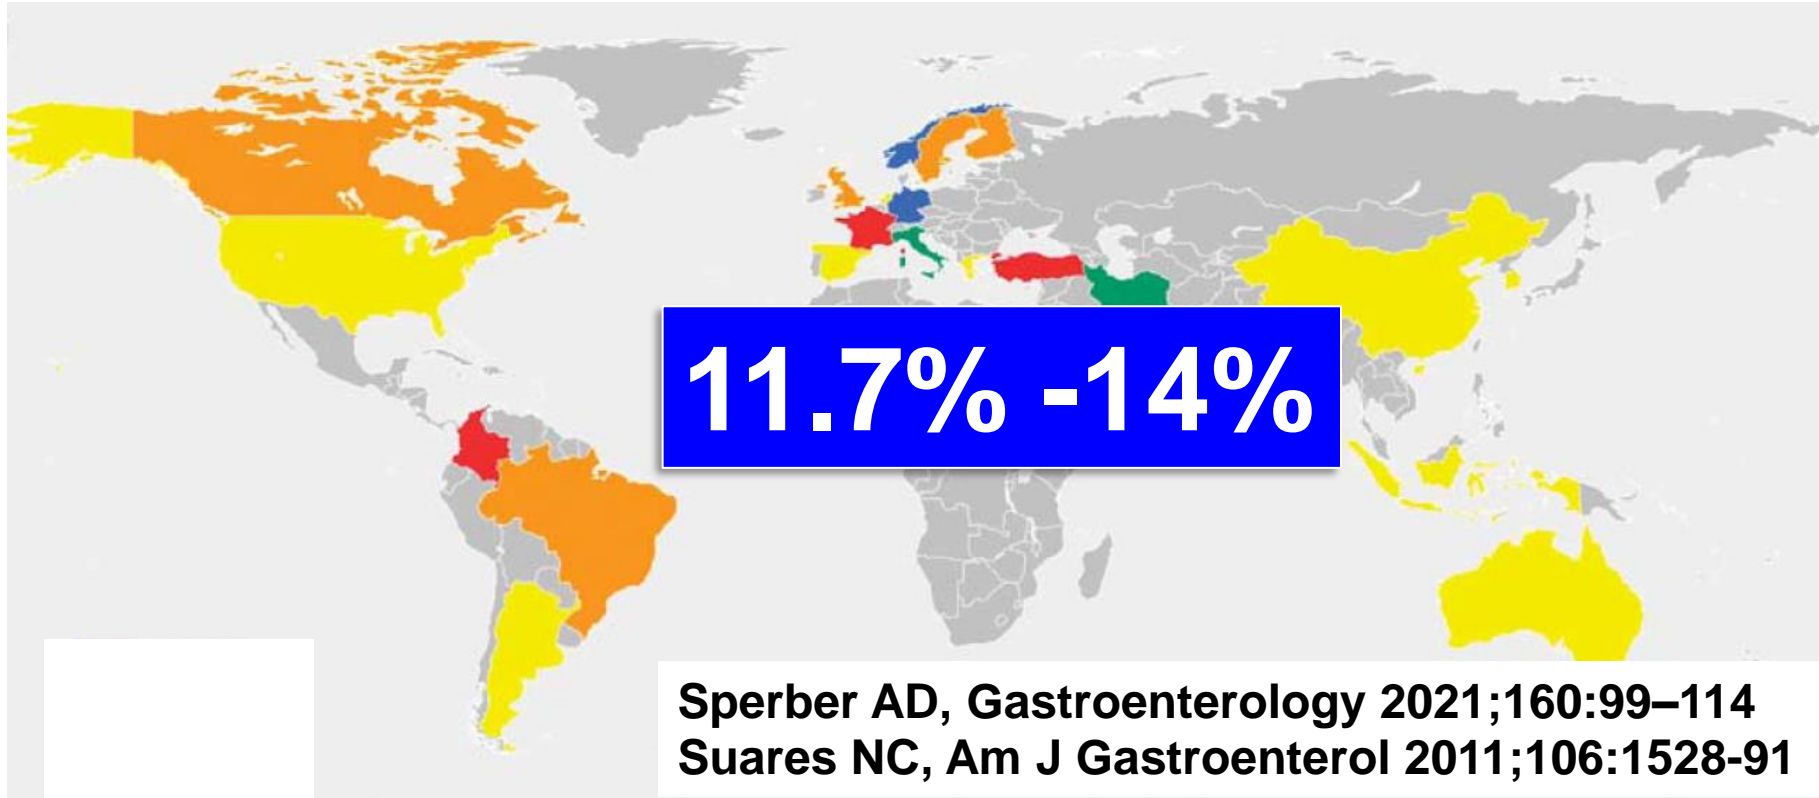 11.7% -14%
Sperber AD, Gastroenterology 2021;160:99–114
Suares NC, Am J Gastroenterol 2011;106:1528-91